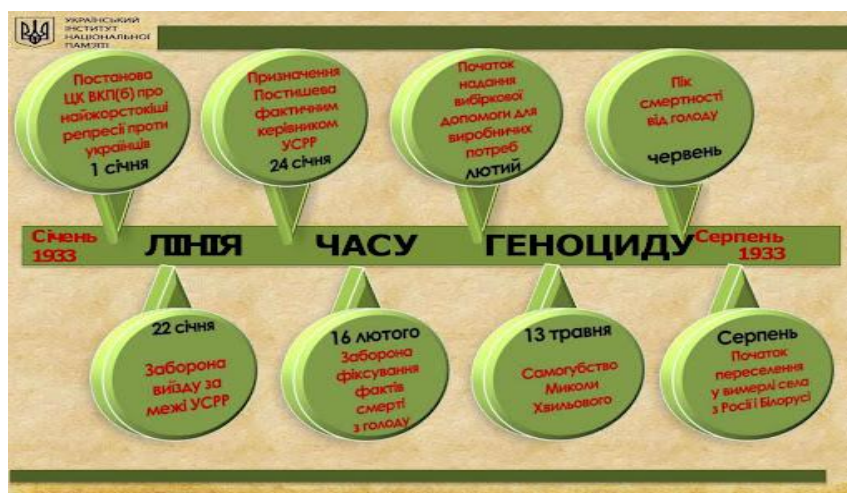 УКРАЇНСЬКИЙ
ІНСТИТУТ
НАЦІОНАЛЬНОЇ
ПАМ'ЯТІ
Постанова
ЦК ВКП(б) про
найжорстокіші
репресії проти
українців
1 січня
Призначення
Постишева
фактичним
керівником
УСРР
24 січня
Початок
надання
вибіркової
допомоги для
виробничих
потреб
лютий
Пік
смертності
від голоду
червень
Січень
1933
ЛІНІЯ ЧАСУ ГЕНОЦИДУ
Серпень
1933
22 січня
Заборона
виїзду за
межі УСРР
16 лютого
Заборона
фіксування
фактів
смерті
з голоду
13 травня
Самогубство
Миколи
Хвильового
Серпень
Початок
переселення
у вимерлі села
з Росії і Білорусі